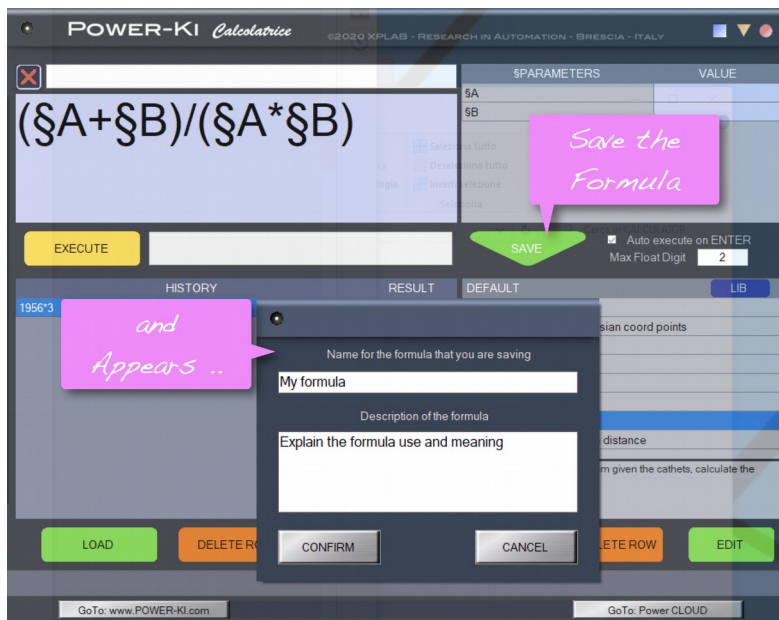 POWER-KI Calcolatrice
©2020 XPLAB - RESEARCH IN AUTOMATION - BRESCIA - ITALY
§PARAMETERS VALUE
§A
§B
(§A+§B)/(§A*§B)
Seleziona tutto
Inverti selezione
Save the
Formula
EXECUTE
SAVE
Auto execute on ENTER
Max Float Digit 2
HISTORY RESULT
DEFAULT LIB
1956*3
and
Appears ..
sian coord points
Name for the formula that you are saving
My formula
Description of the formula
Explain the formula use and meaning
distance
m given the cathets, calculate the
CONFIRM CANCEL
LOAD DELETE R
LETE ROW EDIT
GoTo: www.POWER-KI.com
GoTo: Power CLOUD